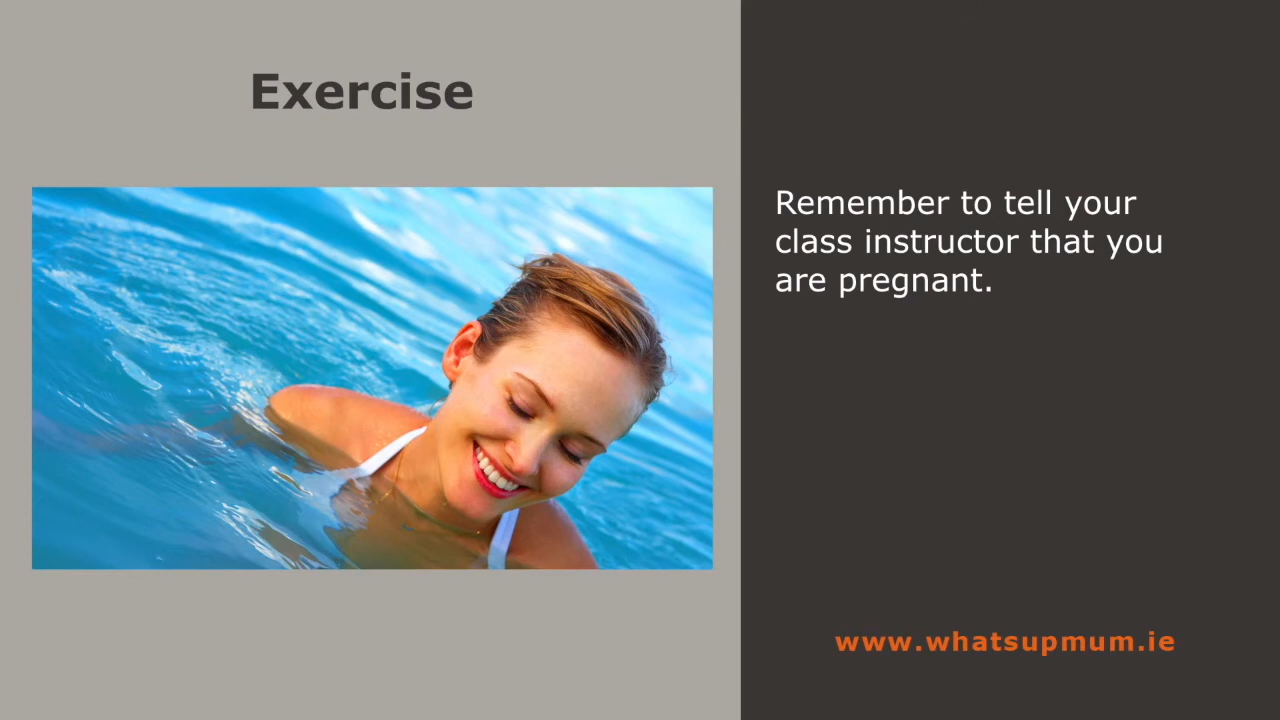 Exercise
Remember to tell your
class instructor that you
are pregnant.
www.whatsupmum.ie